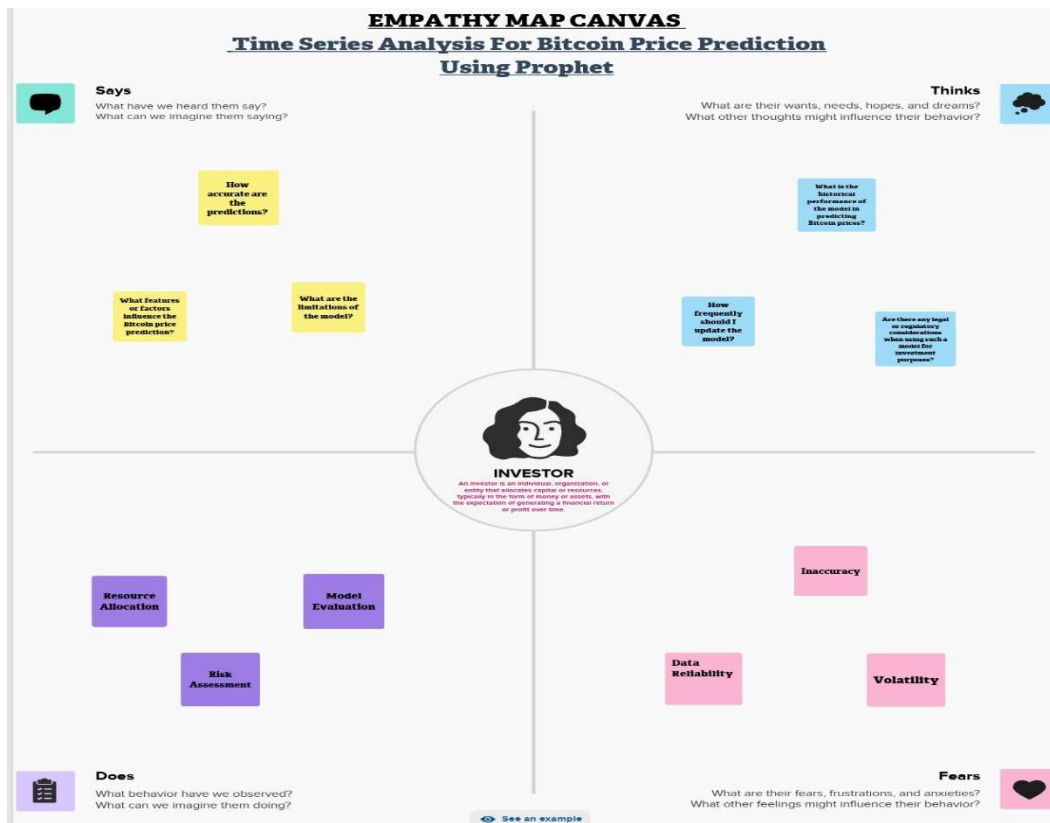 EMPATHY MAP CANVAS
Time Series Analysis For Bitcoin Price Prediction
Using Prophet
Says
What have we heard them say?
What can we imagine them saying?
Thinks
What are their wants, needs, hopes, and dreams?
What other thoughts might influence their behavior?
How
accurate are
the
predictions?
What features
or factors
influence the
Bitcoin price
prediction?
What are the
limitations of
the model?
What is the
historical
performance of
the model in
predicting
Bitcoin prices?
How
frequently
should I
update the
model?
Are there any legal
or regulatory
considerations
when using such a
model for
investment
purposes?
INVESTOR
An investor is an individual, organization, or
entity that allocates capital or resources,
typically in the form of money or assets, with
the expectation of generating a financial return
or profit over time.
Resource
Allocation
Model
Evaluation
Risk
Assessment
Inaccuracy
Data
Reliability
Volatility
Does
What behavior have we observed?
What can we imagine them doing?
Fears
What are their fears, frustrations, and anxieties?
What other feelings might influence their behavior?
See an example